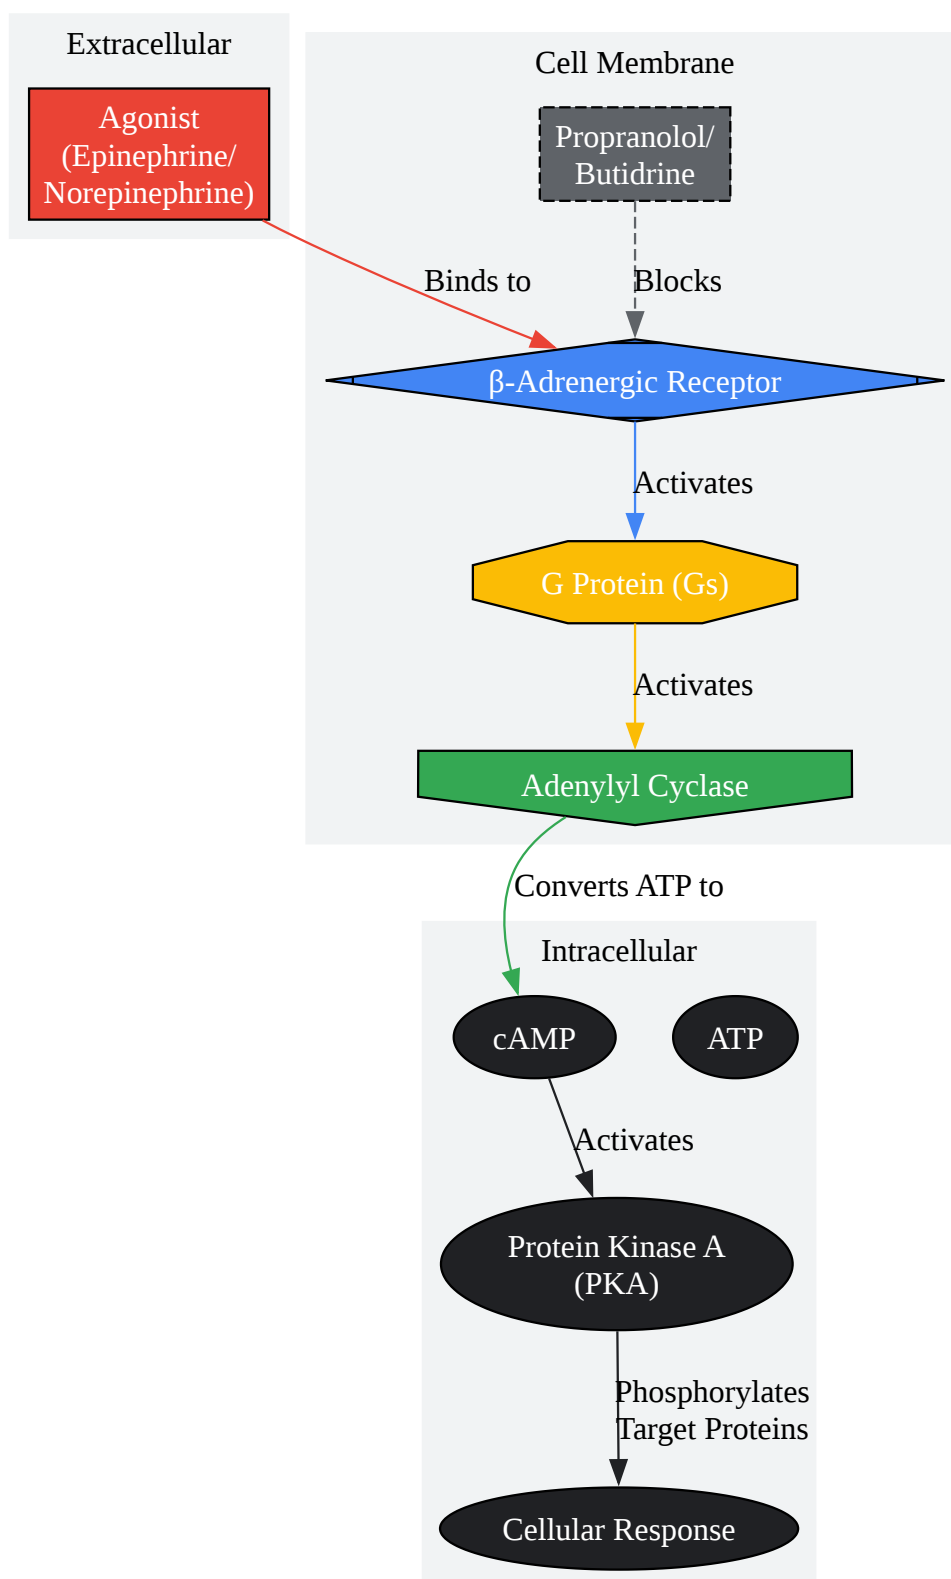 Extracellular
Agonist
(Epinephrine/
Norepinephrine)
Cell Membrane
Propranolol/
Butidrine
Binds to
Blocks
β-Adrenergic Receptor
Activates
G Protein (Gs)
Activates
Adenylyl Cyclase
Converts ATP to
Intracellular
cAMP
ATP
Activates
Protein Kinase A
(PKA)
Phosphorylates
Target Proteins
Cellular Response